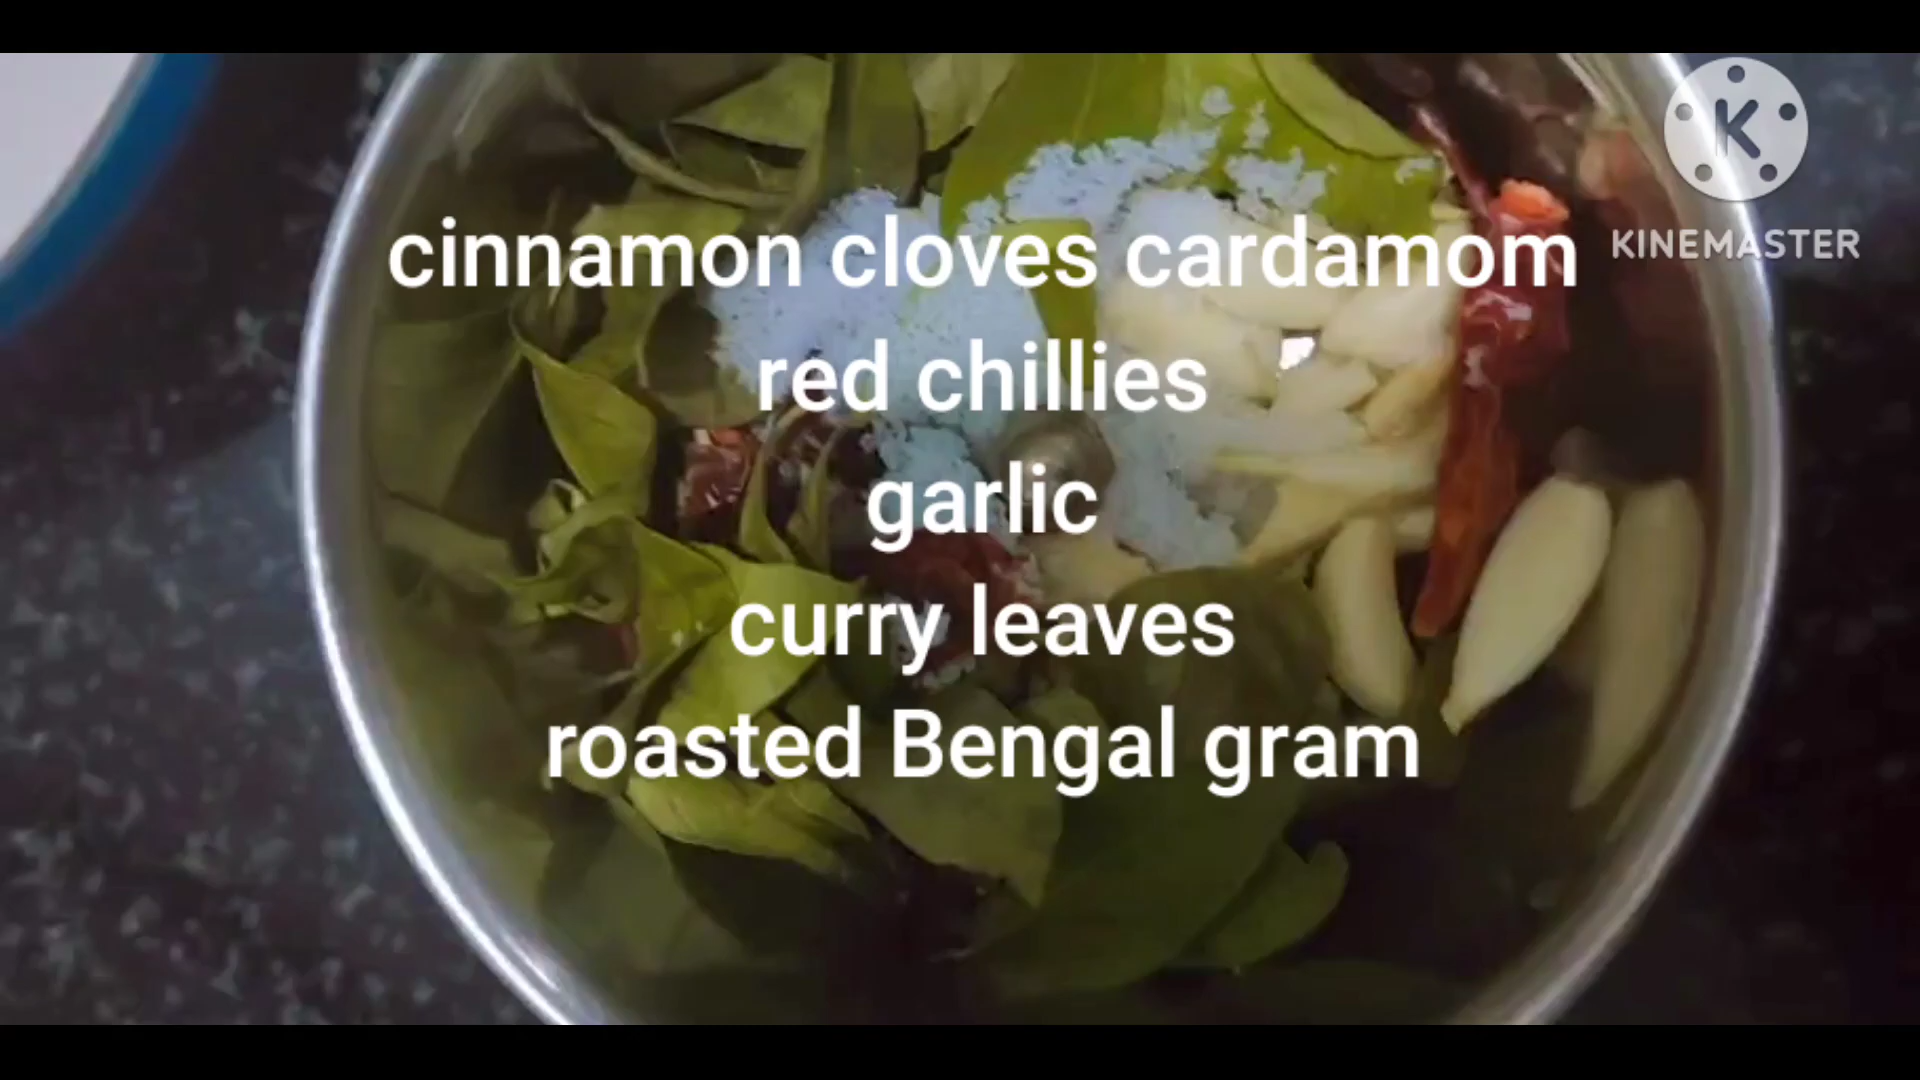 K
KINEMASTER
cinnamon cloves cardamom
red chillies
garlic
curry leaves
roasted Bengal gram